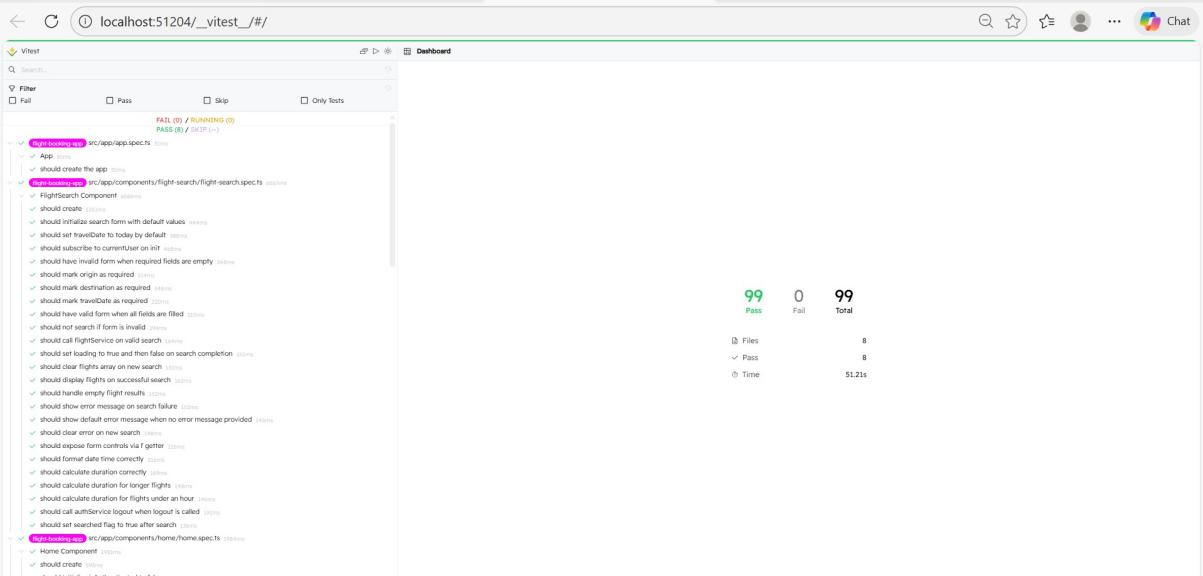 localhost:51204/__vitest__/#/
Chat
Vitest
Dashboard
Search...
Filter
Fail Pass Skip Only Tests
FAIL (0) / RUNNING (0)
PASS (8) / SKIP (--)
flight-booking-app src/app/app.spec.ts
App
should create the app
flight-booking-app src/app/components/flight-search/flight-search.spec.ts
FlightSearch Component
should create
should initialize search form with default values
should set travelDate to today by default
should subscribe to currentUser on init
should have invalid form when required fields are empty
should mark origin as required
should mark destination as required
should mark travelDate as required
should have valid form when all fields are filled
should not search if form is invalid
should call flightService on valid search
should set loading to true and then false on search completion
should clear flights array on new search
should display flights on successful search
should handle empty flight results
should show error message on search failure
should show default error message when no error message provided
should clear error on new search
should expose form controls via f getter
should format date time correctly
should calculate duration correctly
should calculate duration for longer flights
should calculate duration for flights under an hour
should call authService logout when logout is called
should set searched flag to true after search
flight-booking-app src/app/components/home/home.spec.ts
Home Component
should create
99 0 99
Pass Fail Total
Files 8
Pass 8
Time 51.21s